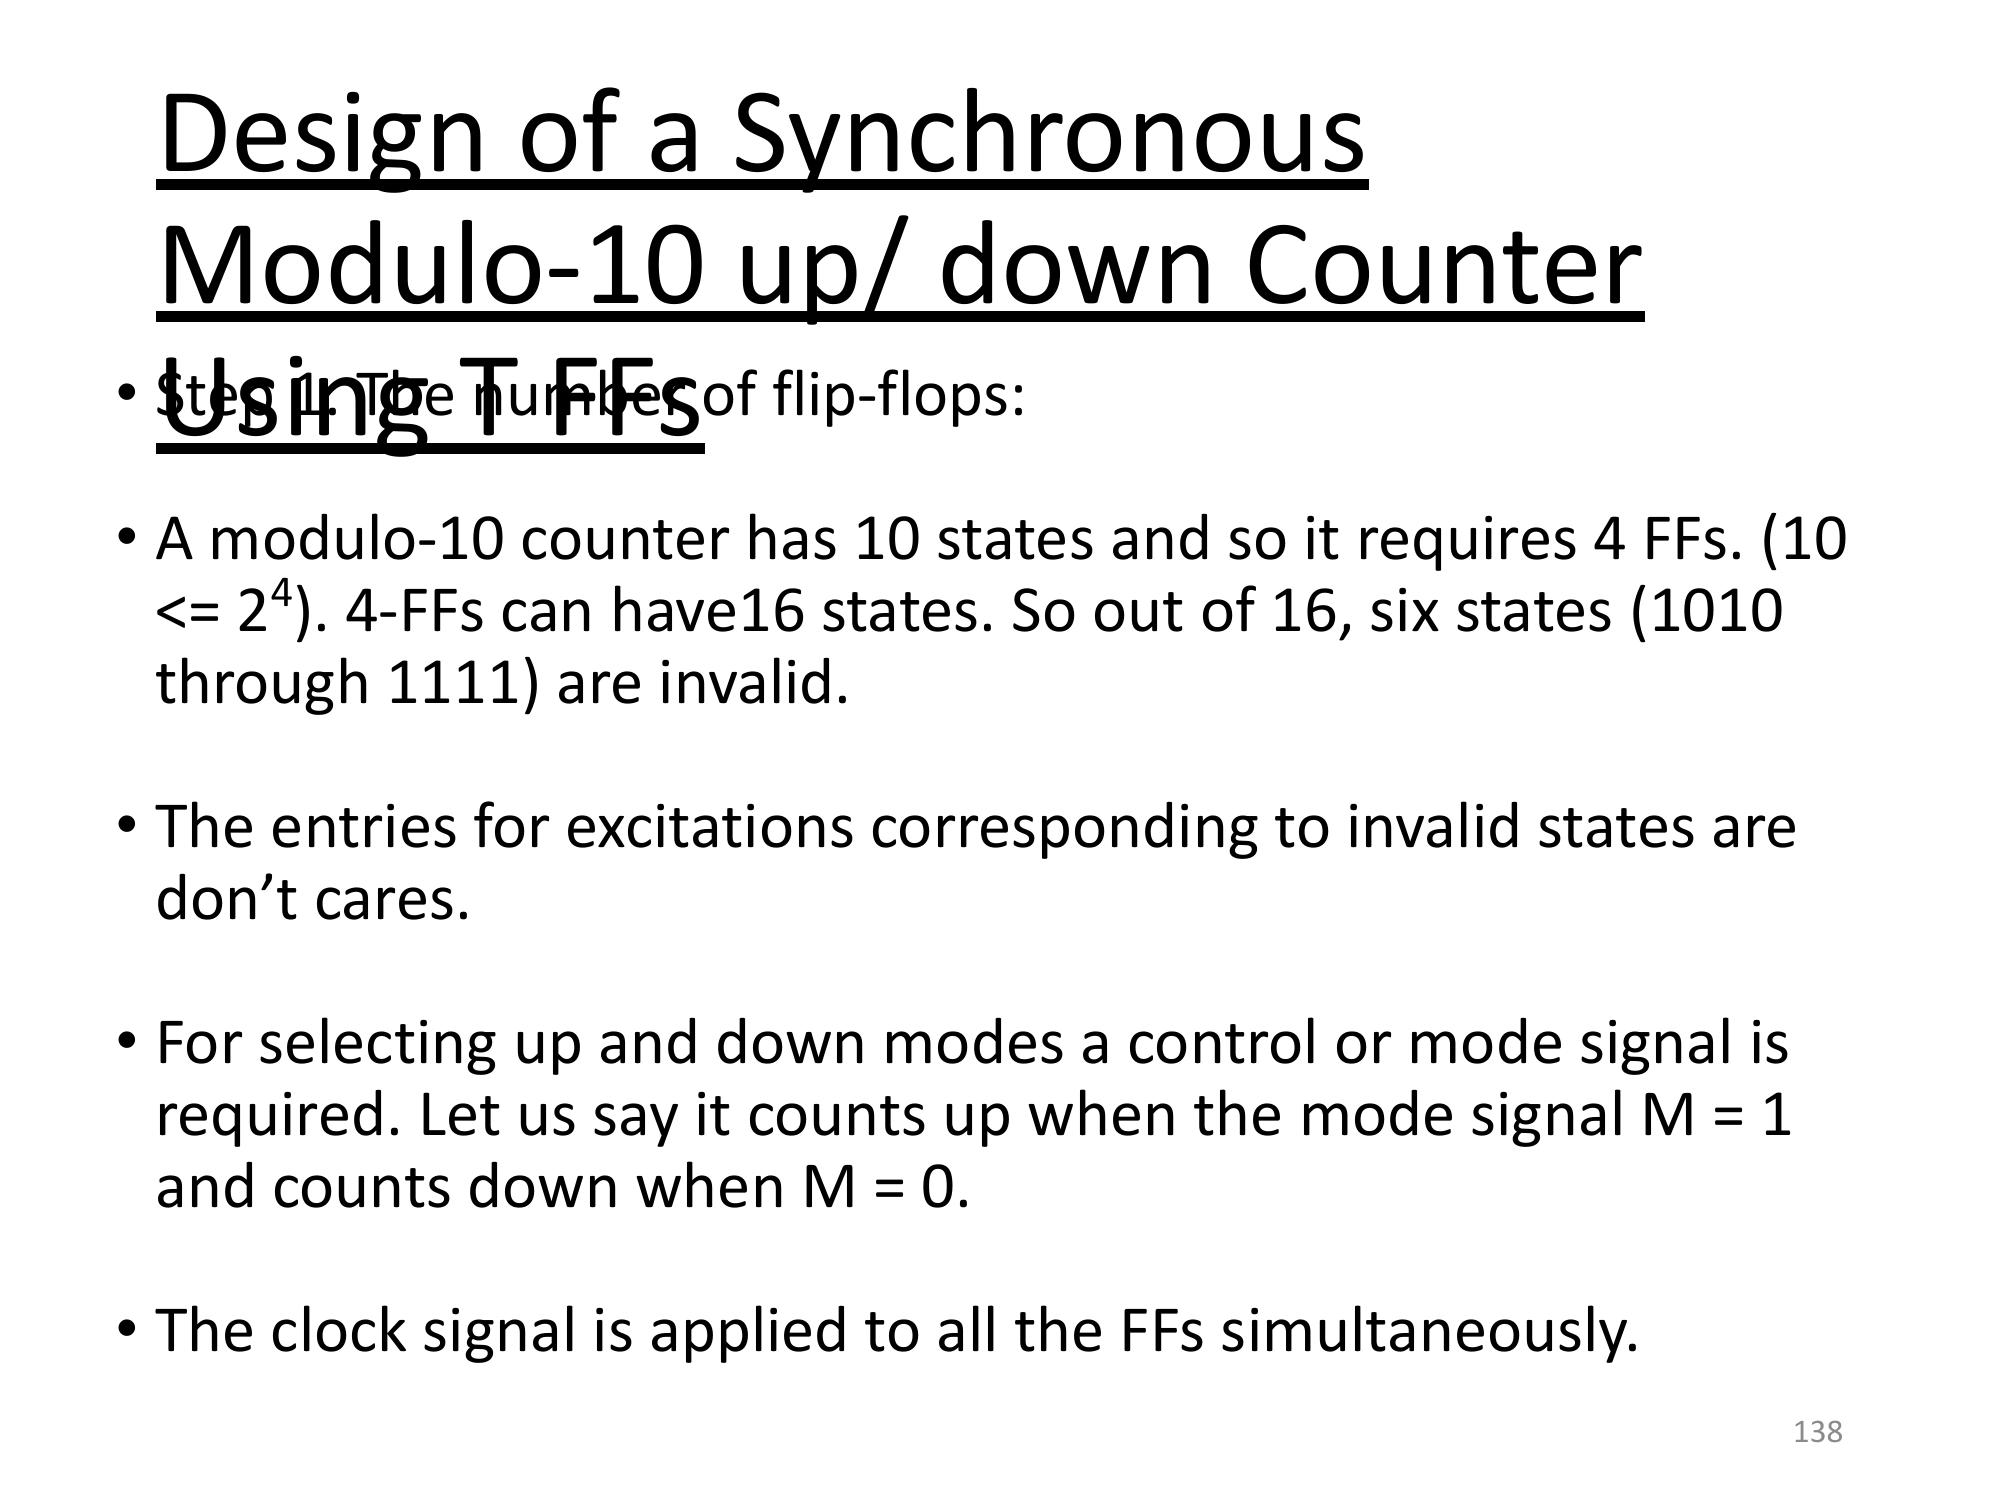 Design of a Synchronous
Modulo-10 up/ down Counter
Using T FFs
• Step 1. The number of flip-flops:
• A modulo-10 counter has 10 states and so it requires 4 FFs. (10
<= 2⁴). 4-FFs can have16 states. So out of 16, six states (1010
through 1111) are invalid.
• The entries for excitations corresponding to invalid states are
don’t cares.
• For selecting up and down modes a control or mode signal is
required. Let us say it counts up when the mode signal M = 1
and counts down when M = 0.
• The clock signal is applied to all the FFs simultaneously.
138